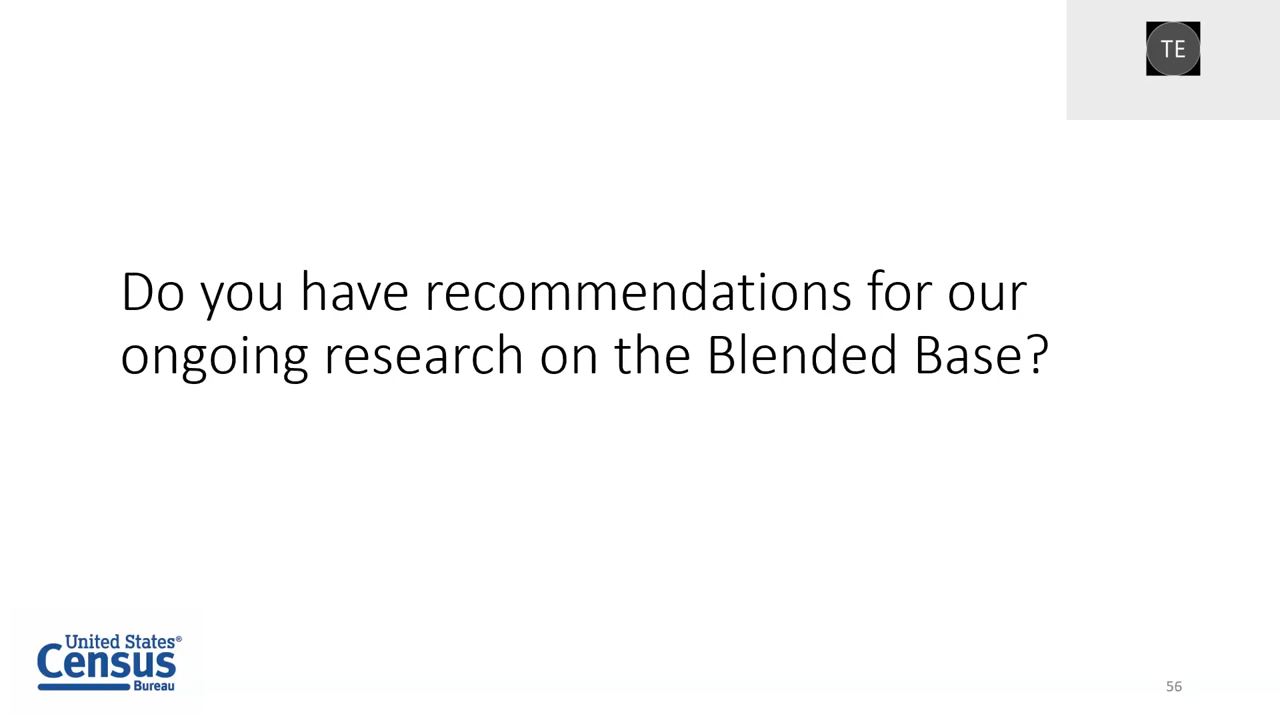 TE
Do you have recommendations for our
ongoing research on the Blended Base?
United States®
Census
Bureau
56